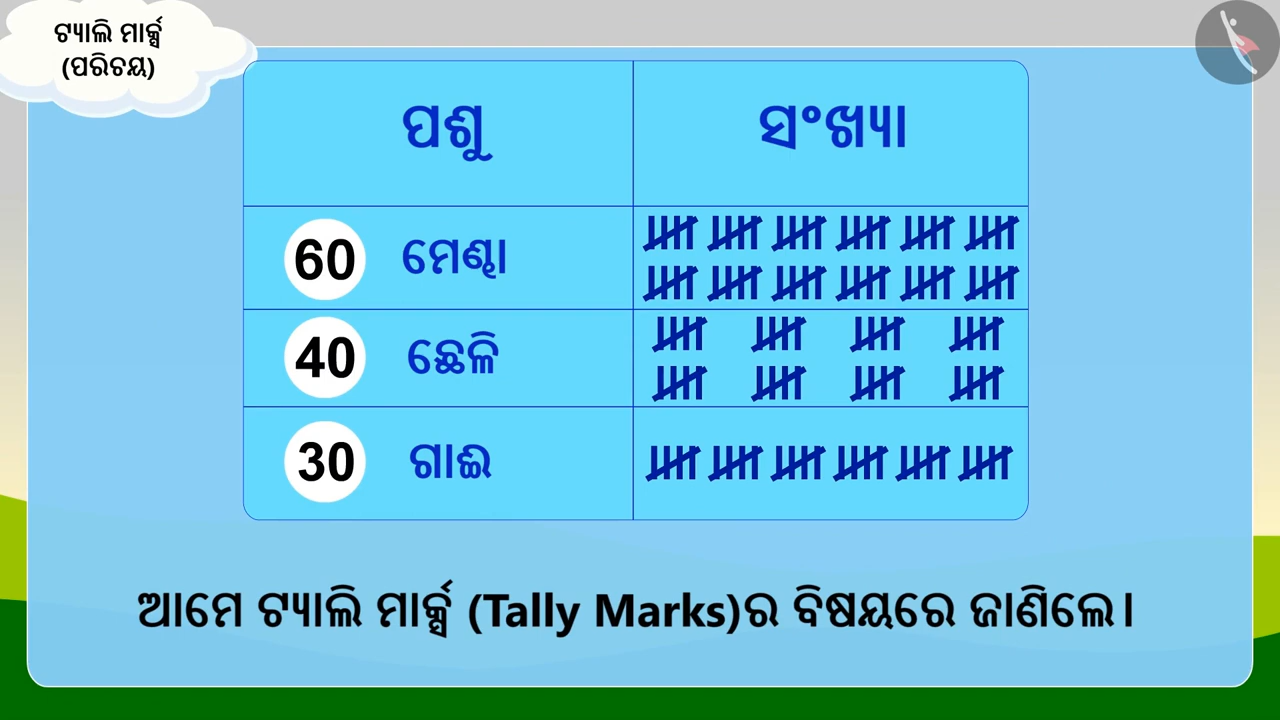 ଟ୍ୟାଲି ମାର୍କ୍ସ
(ପରିଚୟ)
ପଶୁ ସଂଖ୍ୟା
60 ମେଣ୍ଢା
40 ଛେଳି
30 ଗାଈ
ଆମେ ଟ୍ୟାଲି ମାର୍କ୍ସ (Tally Marks)ର ବିଷୟରେ ଜାଣିଲେ।